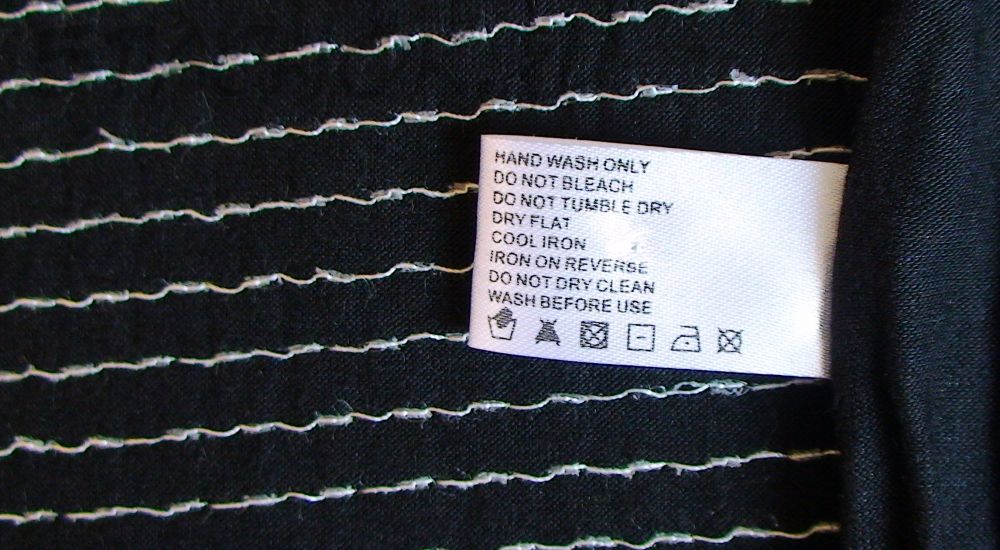 HAND WASH ONLY
DO NOT BLEACH
DO NOT TUMBLE DRY
DRY FLAT
COOL IRON
IRON ON REVERSE
DO NOT DRY CLEAN
WASH BEFORE USE